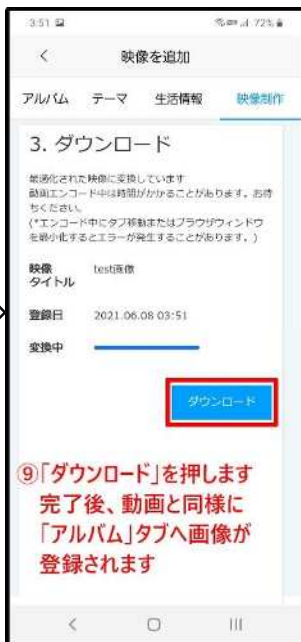 3:51
72%
映像を追加
アルバム テーマ 生活情報 映像制作
3. ダウンロード
最適化された映像に変換しています
動画エンコード中は時間がかかることがあります。お待
ちください。
(*エンコード中にタブ移動またはブラウザウィンドウ
を最小化するとエラーが発生することがあります。)
映像
タイトル
test画像
登録日 2021.06.08 03:51
変換中
ダウンロード
⑨「ダウンロード」を押します
完了後、動画と同様に
「アルバム」タブへ画像が
登録されます